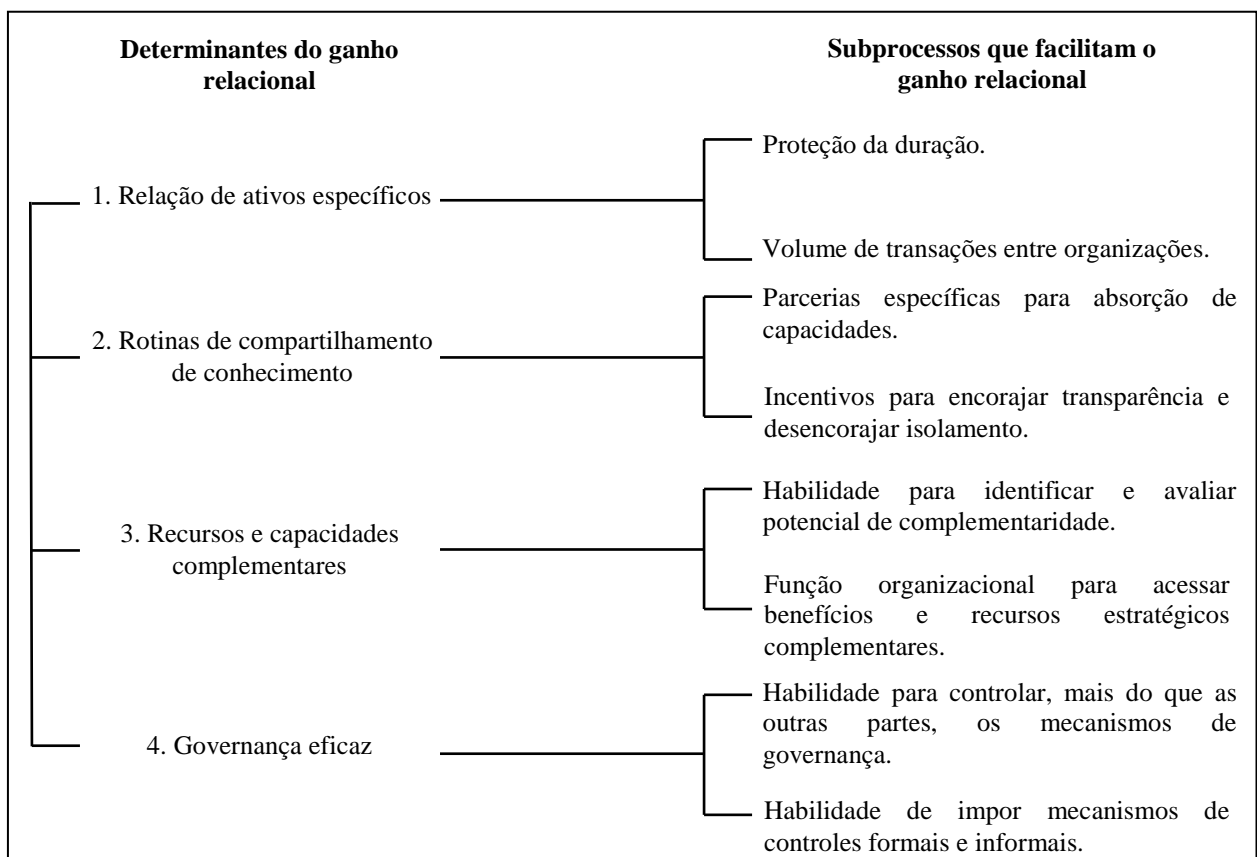 Determinantes do ganho
relacional
Subprocessos que facilitam o
ganho relacional
1. Relação de ativos específicos
Proteção da duração.
Volume de transações entre organizações.
2. Rotinas de compartilhamento
de conhecimento
Parcerias específicas para absorção de
capacidades.
Incentivos para encorajar transparência e
desencorajar isolamento.
3. Recursos e capacidades
complementares
Habilidade para identificar e avaliar
potencial de complementaridade.
Função organizacional para acessar
benefícios e recursos estratégicos
complementares.
4. Governança eficaz
Habilidade para controlar, mais do que as
outras partes, os mecanismos de
governança.
Habilidade de impor mecanismos de
controles formais e informais.